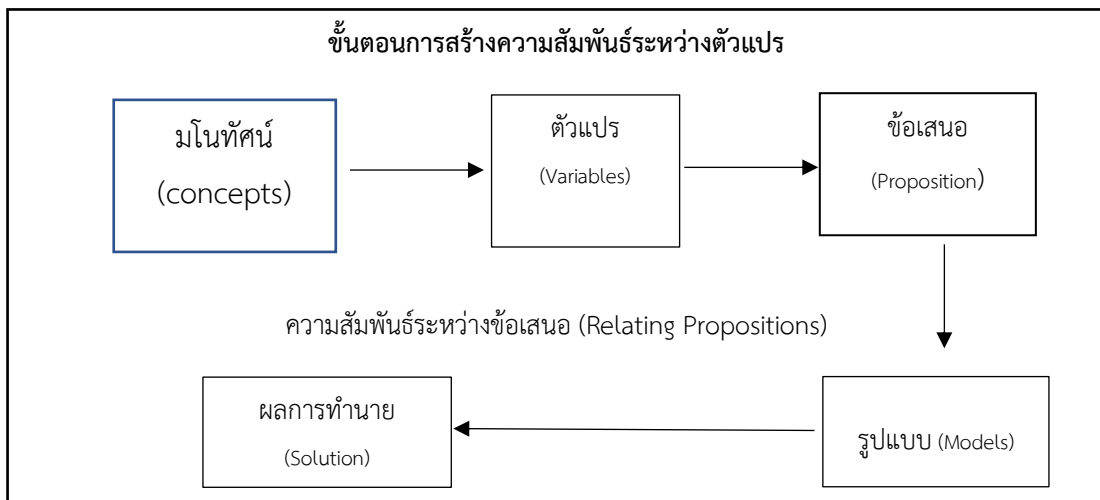 ขั้นตอนการสร้างความสัมพันธ์ระหว่างตัวแปร
มโนทัศน์
(concepts)
ตัวแปร
(Variables)
ข้อเสนอ
(Proposition)
ความสัมพันธ์ระหว่างข้อเสนอ (Relating Propositions)
ผลการทำนาย
(Solution)
รูปแบบ (Models)